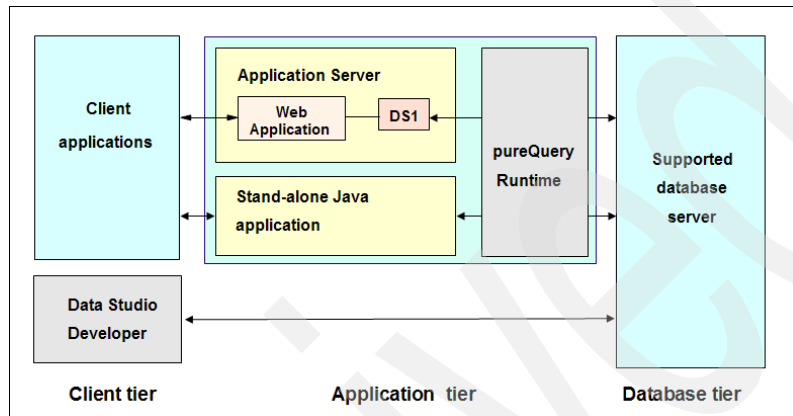 Client
applications
Application Server
Web
Application
DS1
Stand-alone Java
application
pureQuery
Runtime
Supported
database
server
Data Studio
Developer
Client tier
Application tier
Database tier